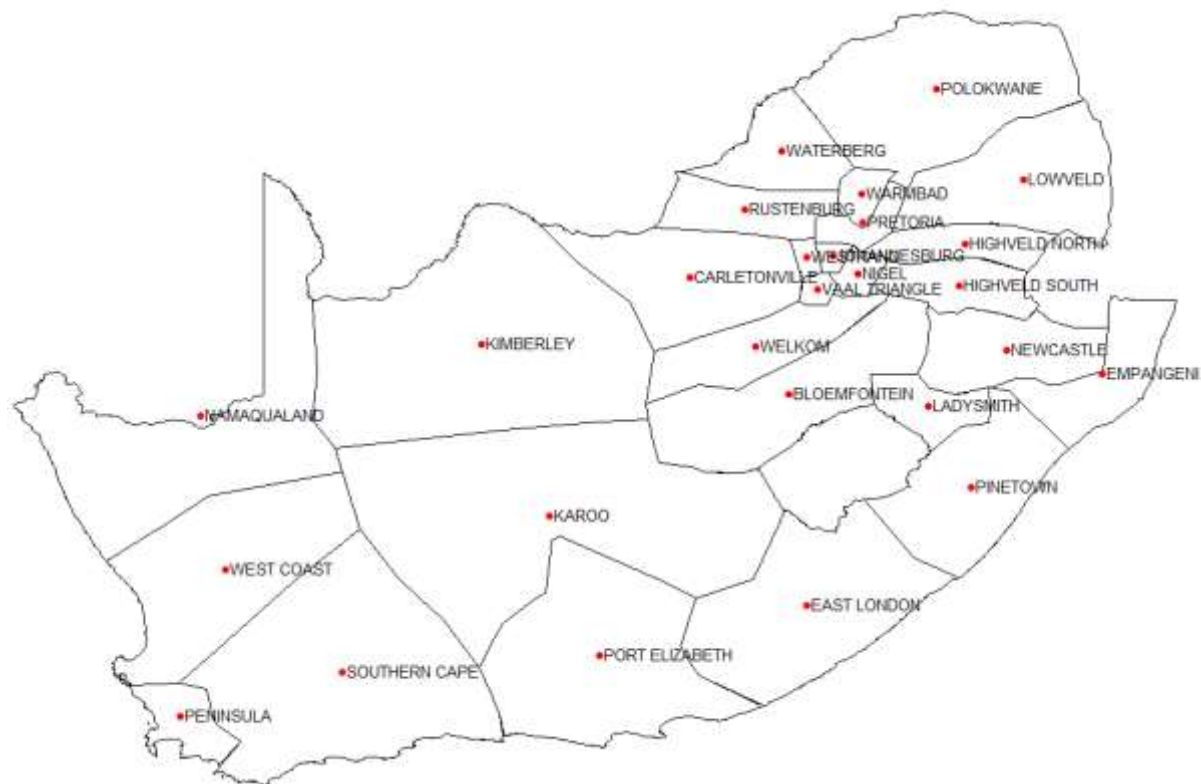 POLOKWANE
WATERBERG
LOWVELD
WARMBAD
RUSTENBURG
PRETORIA
HIGHVELD NORTH
CARLETONVILLE
NIGEL
HIGHVELD SOUTH
VAAL TRIANGLE
KIMBERLEY
WELKOM
NEWCASTLE
EMPANGENI
BLOEMFONTEIN
LADYSMITH
NAMAQUALAND
PINETOWN
KAROO
WEST COAST
EAST LONDON
PORT ELIZABETH
SOUTHERN CAPE
PENINSULA